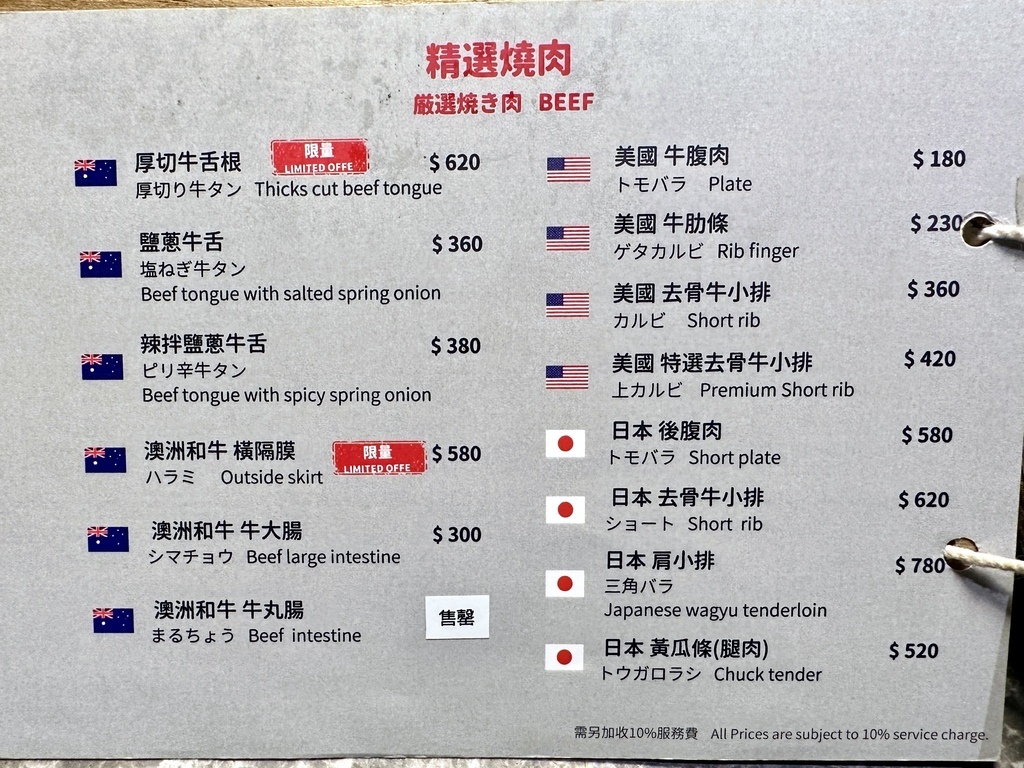 精選燒肉
厳選焼き肉 BEEF
厚切牛舌根 限量 LIMITED OFFE $ 620
厚切り牛タン Thicks cut beef tongue
鹽蔥牛舌 $ 360
塩ねぎ牛タン
Beef tongue with salted spring onion
辣拌鹽蔥牛舌 $ 380
ピリ辛牛タン
Beef tongue with spicy spring onion
澳洲和牛 橫隔膜 限量 LIMITED OFFE $ 580
ハラミ Outside skirt
澳洲和牛 牛大腸 $ 300
シマチョウ Beef large intestine
澳洲和牛 牛丸腸 售罄
まるちょう Beef intestine
美國 牛腹肉 $ 180
トモバラ Plate
美國 牛肋條 $ 230
ゲタカルビ Rib finger
美國 去骨牛小排 $ 360
カルビ Short rib
美國 特選去骨牛小排 $ 420
上カルビ Premium Short rib
日本 後腹肉 $ 580
トモバラ Short plate
日本 去骨牛小排 $ 620
ショート Short rib
日本 肩小排 $ 780
三角バラ
Japanese wagyu tenderloin
日本 黃瓜條(腿肉) $ 520
トウガロラシ Chuck tender
需另加收10%服務費 All Prices are subject to 10% service charge.